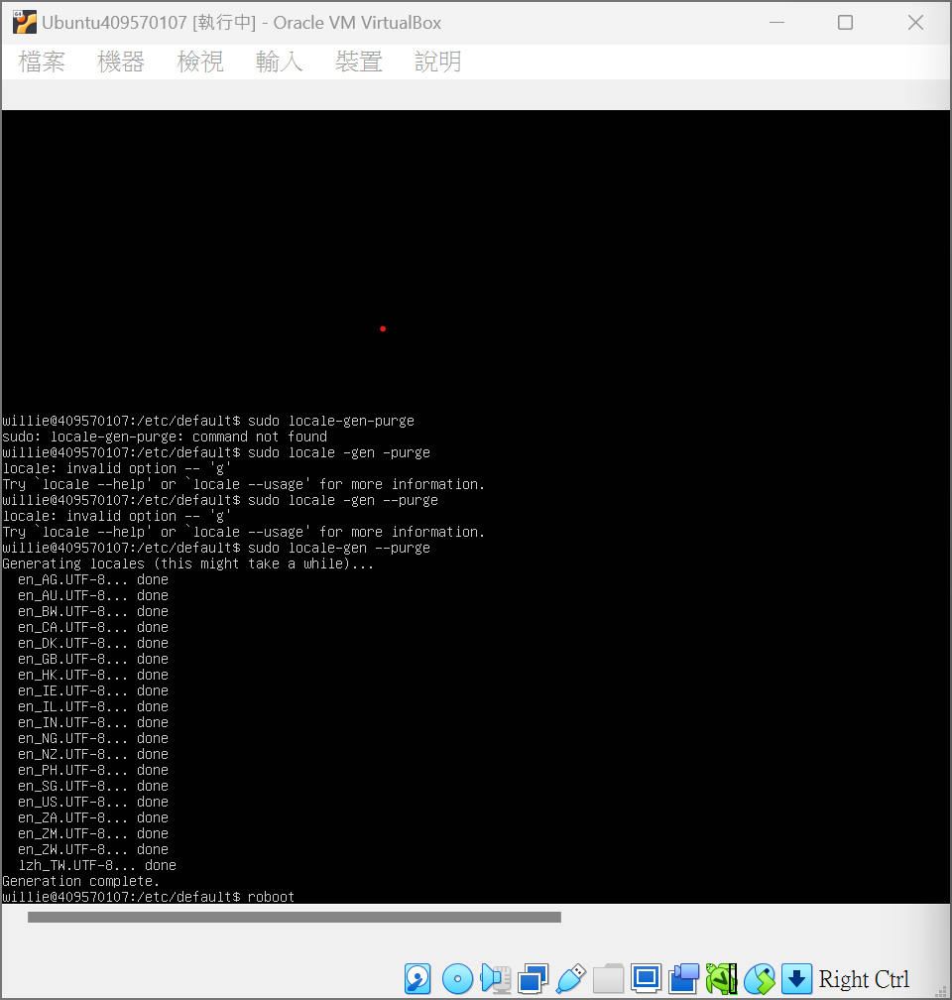 Ubuntu409570107 [執行中] - Oracle VM VirtualBox
檔案 機器 檢視 輸入 裝置 說明
willie@409570107:/etc/default$ sudo locale-gen-purge
sudo: locale-gen-purge: command not found
willie@409570107:/etc/default$ sudo locale -gen -purge
locale: invalid option -- 'g'
Try `locale --help' or `locale --usage' for more information.
willie@409570107:/etc/default$ sudo locale -gen --purge
locale: invalid option -- 'g'
Try `locale --help' or `locale --usage' for more information.
willie@409570107:/etc/default$ sudo locale-gen --purge
Generating locales (this might take a while)...
en_AG.UTF-8... done
en_AU.UTF-8... done
en_BW.UTF-8... done
en_CA.UTF-8... done
en_DK.UTF-8... done
en_GB.UTF-8... done
en_HK.UTF-8... done
en_IE.UTF-8... done
en_IL.UTF-8... done
en_IN.UTF-8... done
en_NG.UTF-8... done
en_NZ.UTF-8... done
en_PH.UTF-8... done
en_SG.UTF-8... done
en_US.UTF-8... done
en_ZA.UTF-8... done
en_ZM.UTF-8... done
en_ZW.UTF-8... done
lzh_TW.UTF-8... done
Generation complete.
willie@409570107:/etc/default$ roboot
Right Ctrl